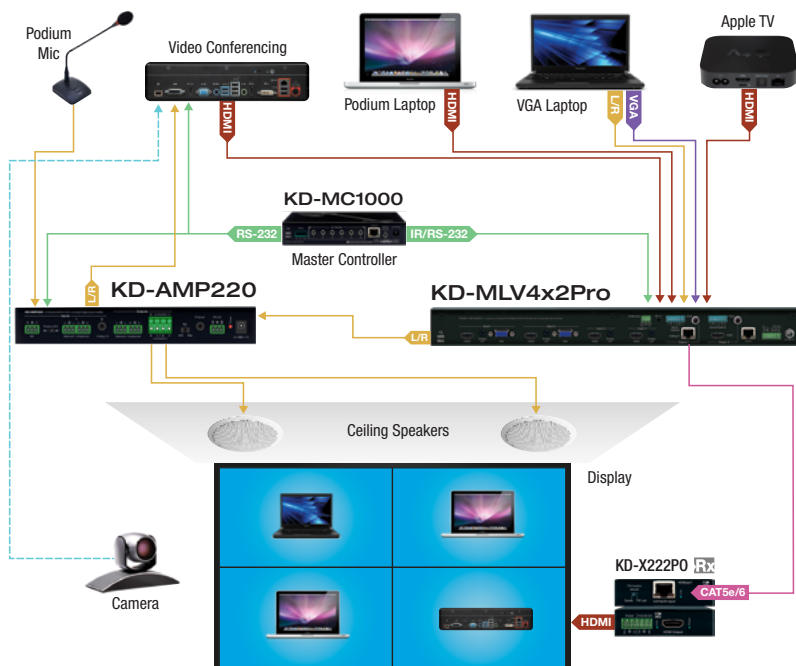 Podium
Mic
Video Conferencing
Apple TV
HDMI
Podium Laptop
HDMI
VGA Laptop
L/R
VGA
HDMI
KD-MC1000
RS-232
IR/RS-232
Master Controller
L/R
KD-AMP220
KD-MLV4x2Pro
L/R
Ceiling Speakers
Display
Camera
KD-X222PO Rx
CAT5e/6
HDMI